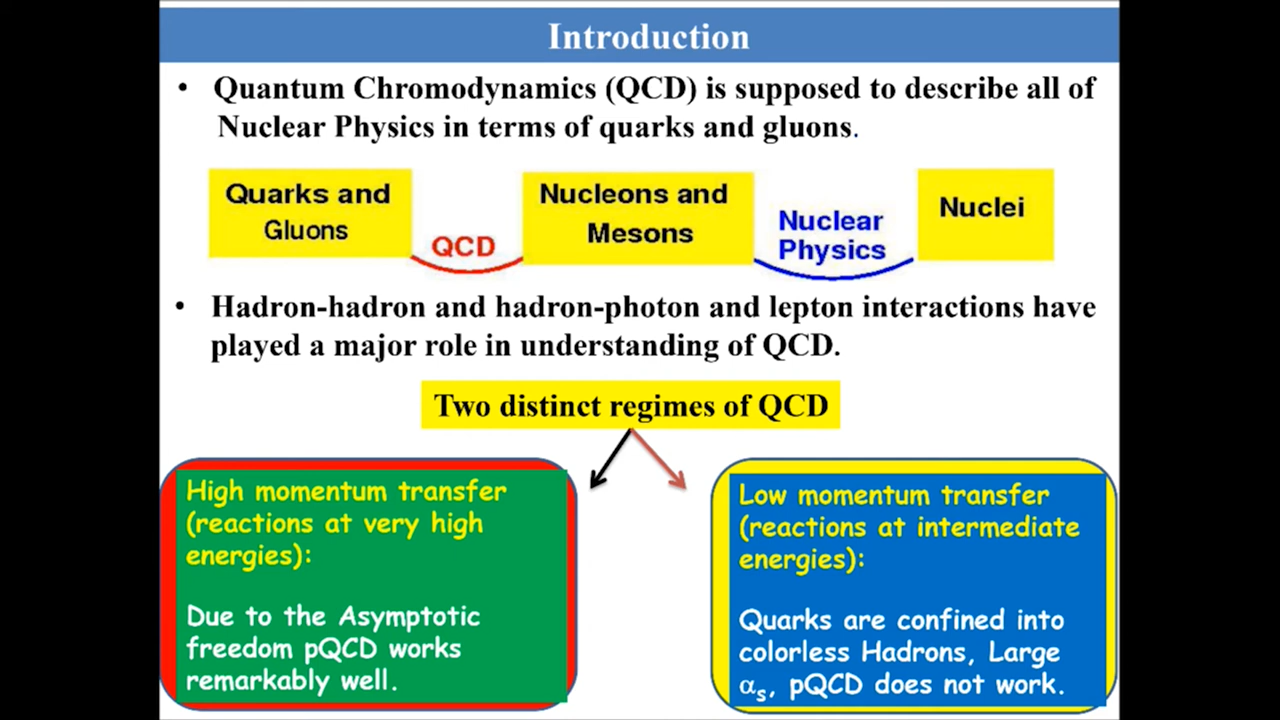 Introduction
• Quantum Chromodynamics (QCD) is supposed to describe all of
Nuclear Physics in terms of quarks and gluons.
Quarks and
Gluons
QCD
Nucleons and
Mesons
Nuclear
Physics
Nuclei
• Hadron-hadron and hadron-photon and lepton interactions have
played a major role in understanding of QCD.
Two distinct regimes of QCD
High momentum transfer
(reactions at very high
energies):
Due to the Asymptotic
freedom pQCD works
remarkably well.
Low momentum transfer
(reactions at intermediate
energies):
Quarks are confined into
colorless Hadrons, Large
αs, pQCD does not work.